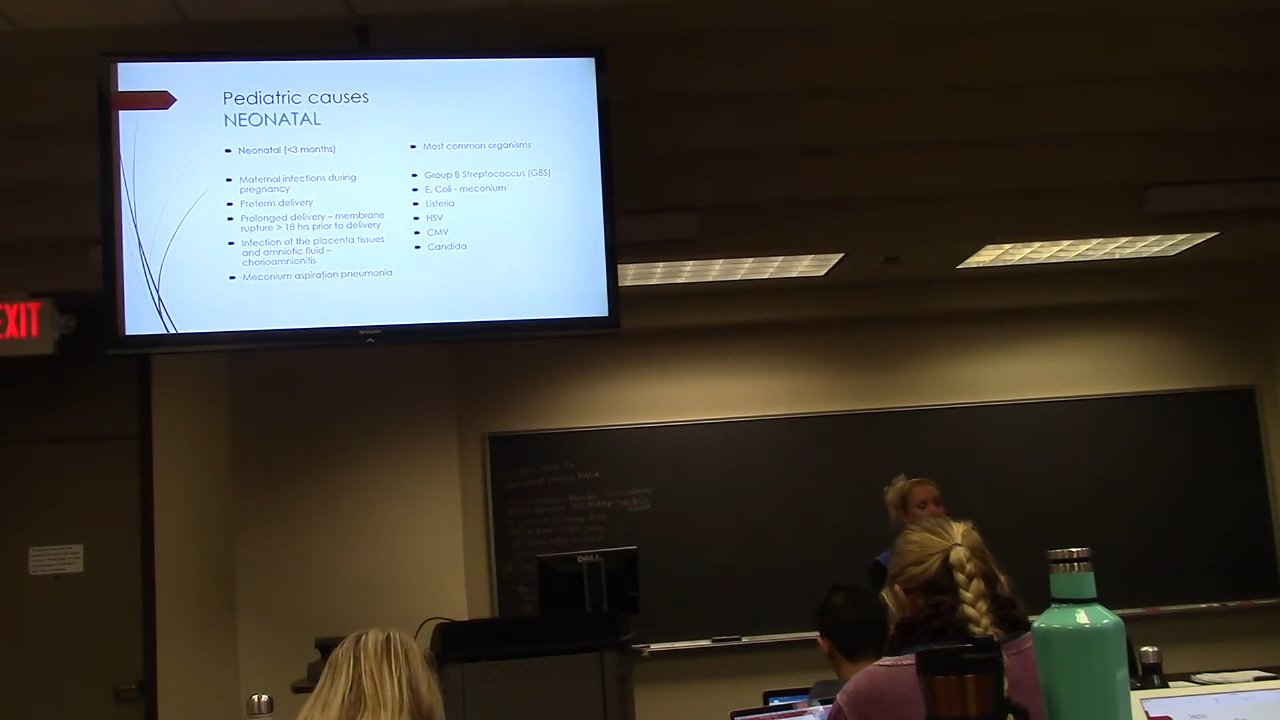 Pediatric causes
NEONATAL
Neonatal (<3 months)
Maternal infections during
pregnancy
Preterm delivery
Prolonged delivery – membrane
rupture > 18 hrs prior to delivery
Infection of the placenta tissues
and amniotic fluid –
chorioamnionitis
Meconium aspiration pneumonia
Most common organisms
Group B Streptococcus (GBS)
E. Coli - meconium
Listeria
HSV
CMV
Candida
SHARP
EXIT
DELL